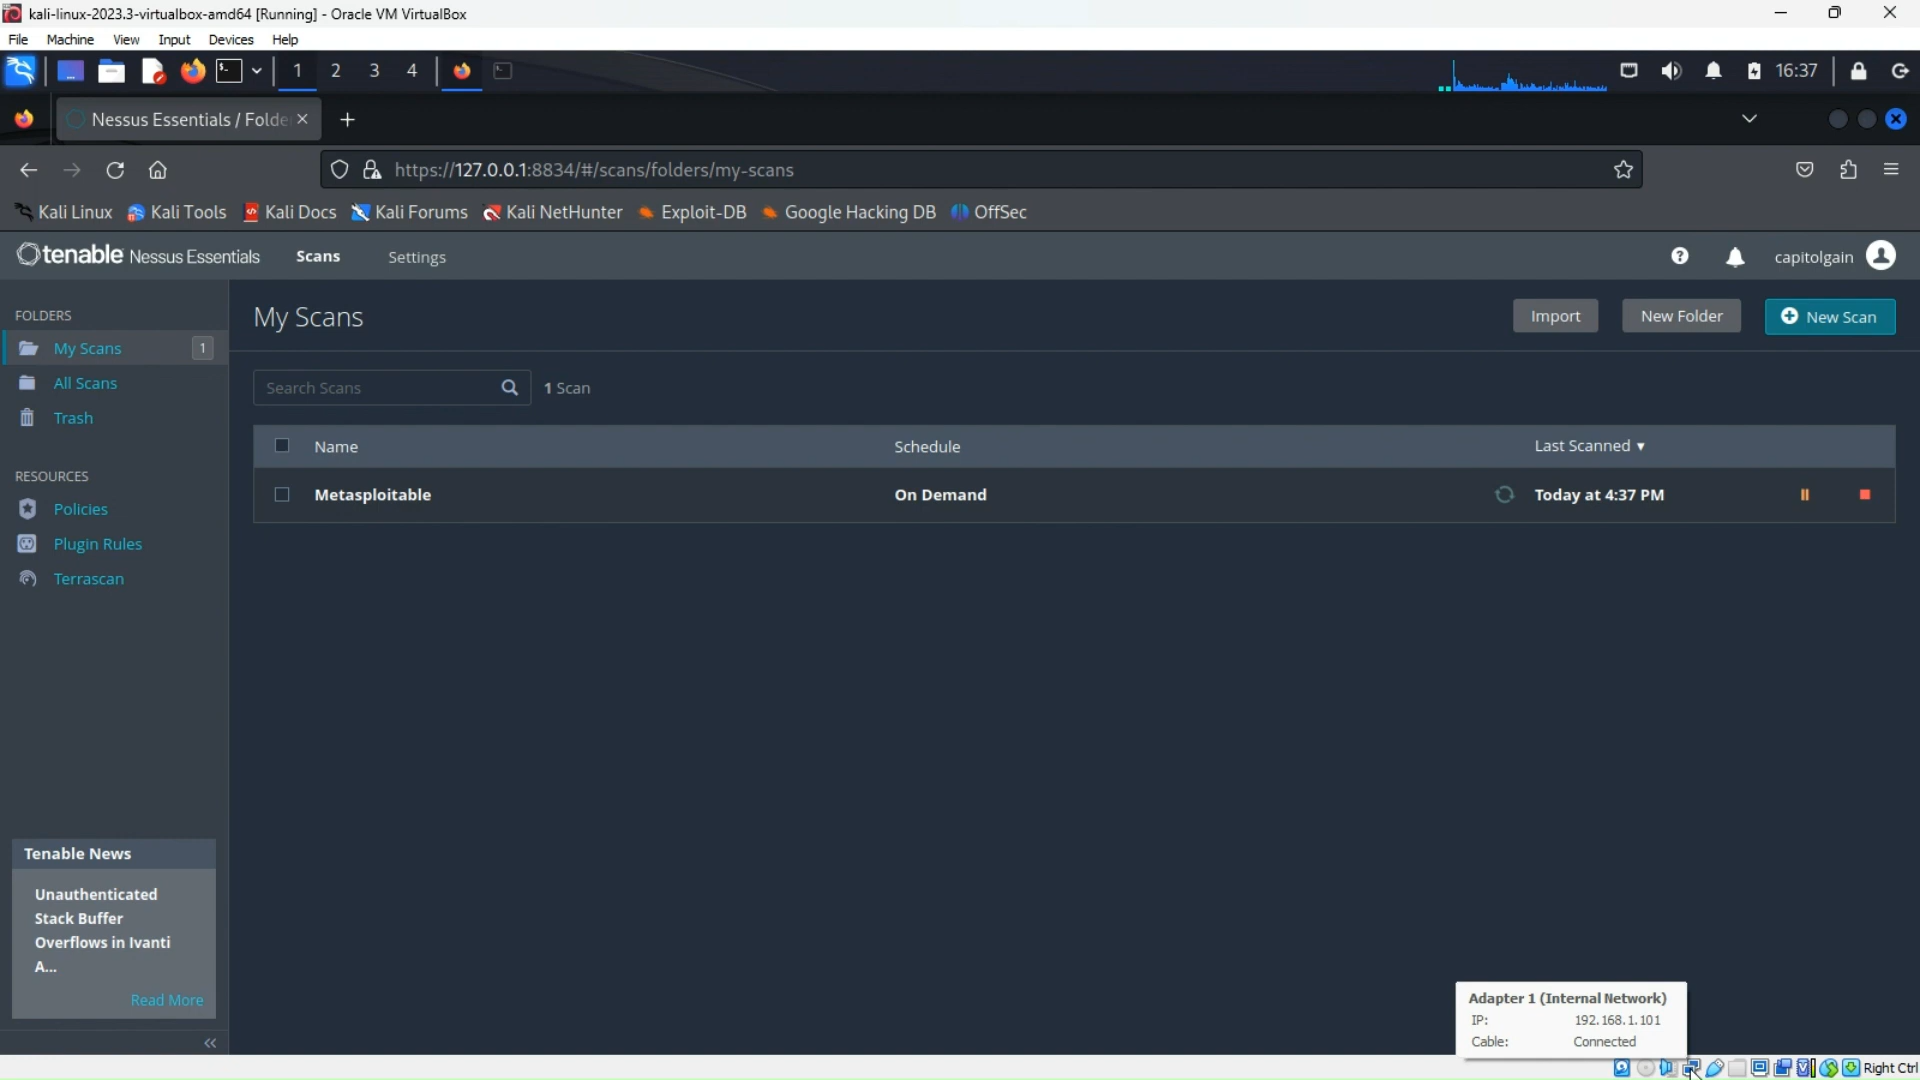 kali-linux-2023.3-virtualbox-amd64 [Running] - Oracle VM VirtualBox
File Machine View Input Devices Help
1 2 3 4 16:37
Nessus Essentials / Folde
https://127.0.0.1:8834/#/scans/folders/my-scans
Kali Linux Kali Tools Kali Docs Kali Forums Kali NetHunter Exploit-DB Google Hacking DB OffSec
tenable Nessus Essentials Scans Settings capitolgain
FOLDERS
My Scans 1
All Scans
Trash
RESOURCES
Policies
Plugin Rules
Terrascan
Tenable News
Unauthenticated
Stack Buffer
Overflows in Ivanti
A...
Read More
My Scans Import New Folder New Scan
Search Scans 1 Scan
Name Schedule Last Scanned
Metasploitable On Demand Today at 4:37 PM
Adapter 1 (Internal Network)
IP: 192.168.1.101
Cable: Connected
Right Ctrl